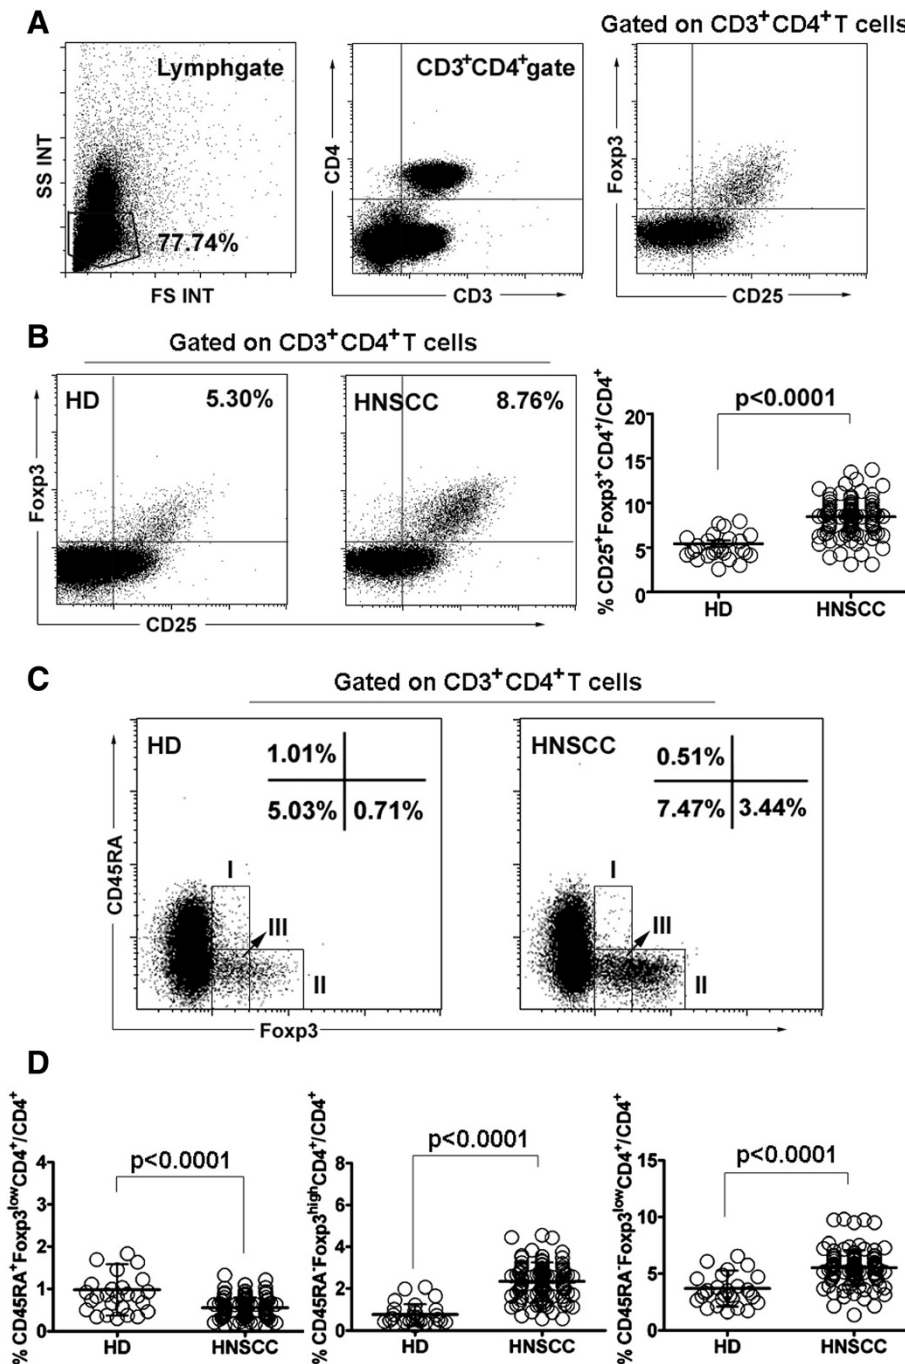 A
Gated on CD3+CD4+T cells
Lymphgate
SS INT
77.74%
FS INT
CD3+CD4+gate
CD4
CD3
Foxp3
CD25
B
Gated on CD3+CD4+T cells
HD
5.30%
Foxp3
HNSCC
8.76%
CD25
% CD25+Foxp3+CD4+/CD4+
p<0.0001
20
15
10
5
0
HD
HNSCC
C
Gated on CD3+CD4+T cells
HD
1.01%
5.03%
0.71%
CD45RA
I
III
II
HNSCC
0.51%
7.47%
3.44%
I
III
II
Foxp3
D
% CD45RA+Foxp3lowCD4+/CD4+
p<0.0001
4
3
2
1
0
HD
HNSCC
% CD45RA-Foxp3highCD4+/CD4+
p<0.0001
8
6
4
2
0
HD
HNSCC
% CD45RA-Foxp3lowCD4+/CD4+
p<0.0001
15
10
5
0
HD
HNSCC